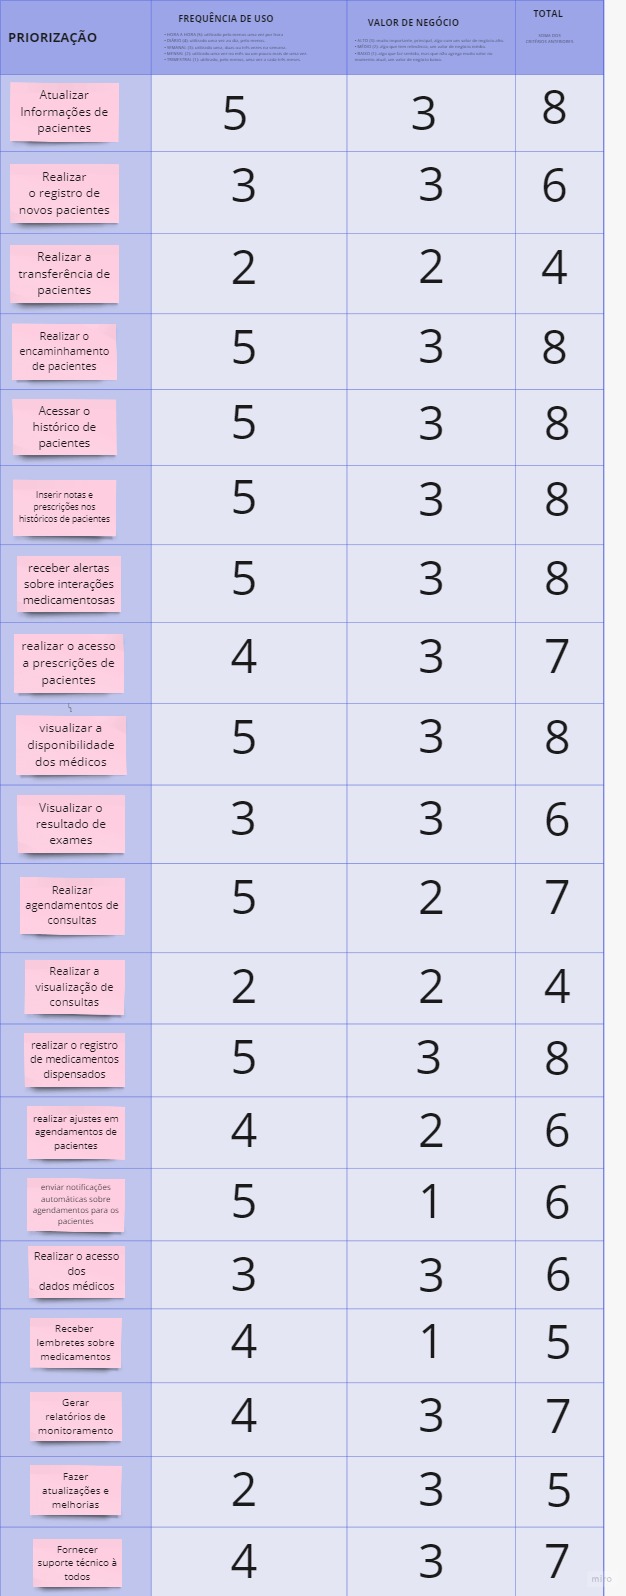 PRIORIZAÇÃO
FREQUÊNCIA DE USO
VALOR DE NEGÓCIO
TOTAL
SOMA DOS
CRITÉRIOS ANTERIORES
Atualizar
Informações de
pacientes
5
3
8
Realizar
o registro de
novos pacientes
3
3
6
Realizar a
transferência de
pacientes
2
2
4
Realizar o
encaminhamento
de pacientes
5
3
8
Acessar o
histórico de
pacientes
5
3
8
Inserir notas e
prescrições nos
históricos de pacientes
5
3
8
receber alertas
sobre interações
medicamentosas
5
3
8
realizar o acesso
a prescrições de
pacientes
4
3
7
visualizar a
disponibilidade
dos médicos
5
3
8
Visualizar o
resultado de
exames
3
3
6
Realizar
agendamentos de
consultas
5
2
7
Realizar a
visualização de
consultas
2
2
4
realizar o registro
de medicamentos
dispensados
5
3
8
realizar ajustes em
agendamentos de
pacientes
4
2
6
enviar notificações
automáticas sobre
agendamentos para os
pacientes
5
1
6
Realizar o acesso
dos
dados médicos
3
3
6
Receber
lembretes sobre
medicamentos
4
1
5
Gerar
relatórios de
monitoramento
4
3
7
Fazer
atualizações e
melhorias
2
3
5
Fornecer
suporte técnico à
todos
4
3
7
miro